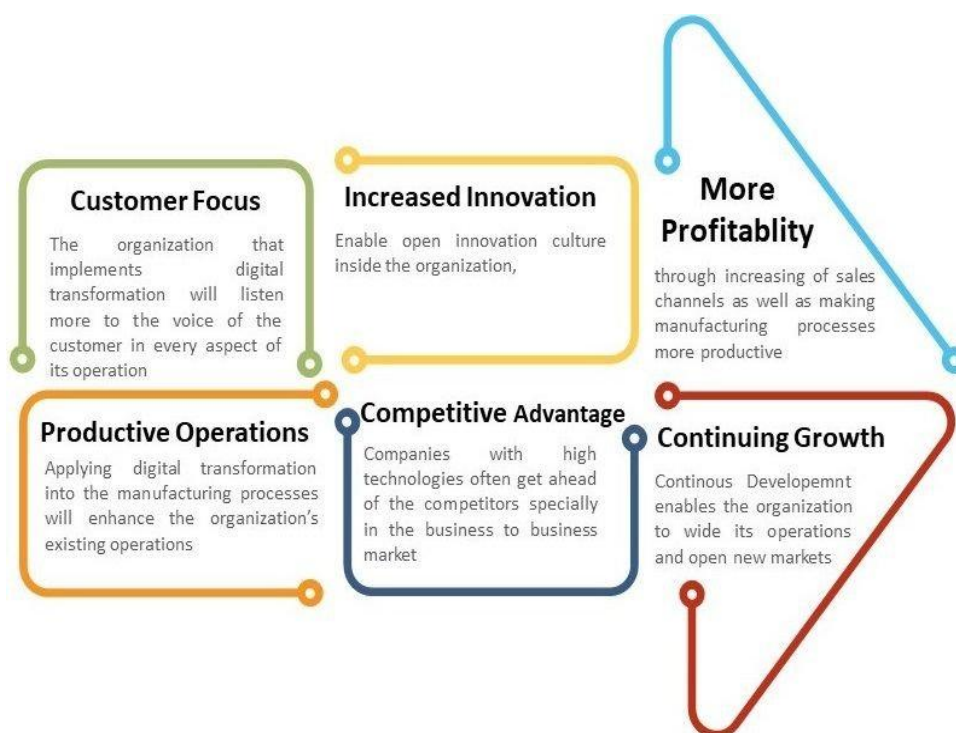 Customer Focus
The organization that
implements digital
transformation will listen
more to the voice of the
customer in every aspect of
its operation
Increased Innovation
Enable open innovation culture
inside the organization,
More
Profitablity
through increasing of sales
channels as well as making
manufacturing processes
more productive
Productive Operations
Applying digital transformation
into the manufacturing processes
will enhance the organization's
existing operations
Competitive Advantage
Companies with high
technologies often get ahead
of the competitors specially
in the business to business
market
Continuing Growth
Continous Developemnt
enables the organization
to wide its operations
and open new markets